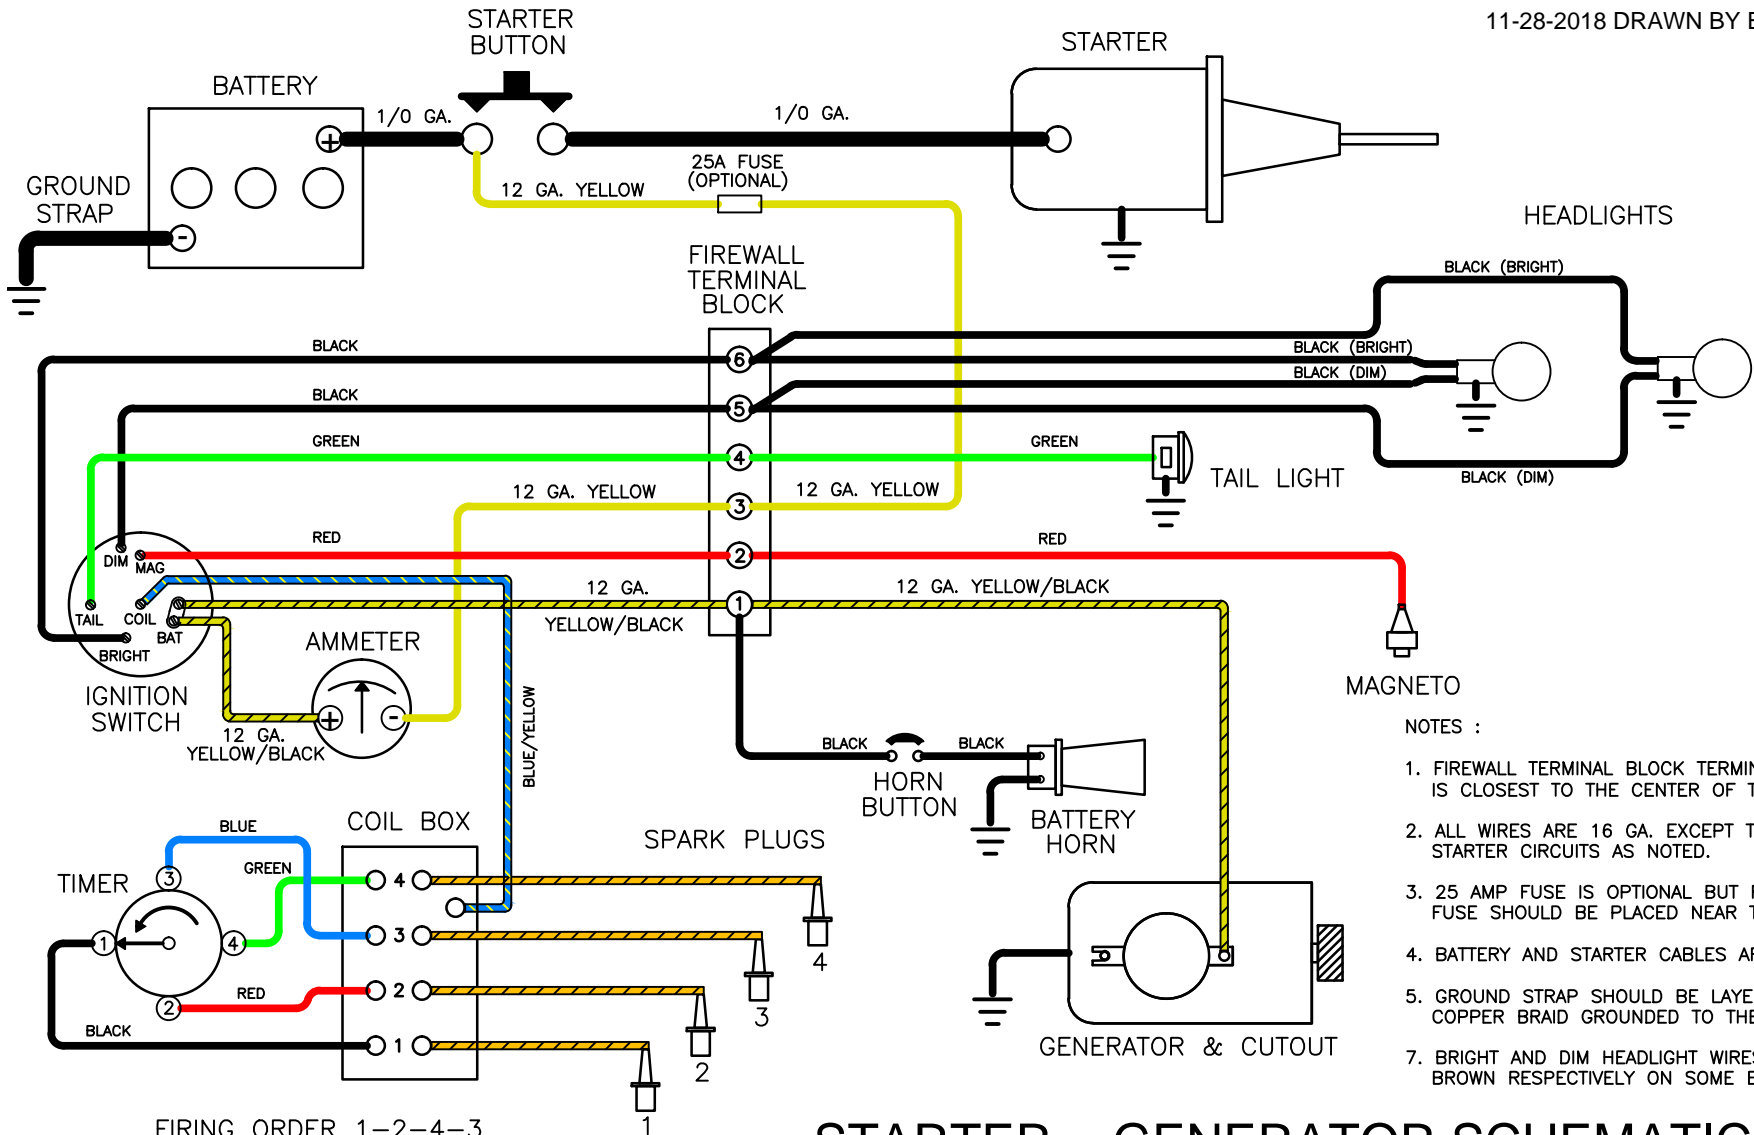 11-28-2018 DRAWN BY
STARTER
BUTTON
STARTER
BATTERY
1/0 GA.
1/0 GA.
+
25A FUSE
(OPTIONAL)
12 GA. YELLOW
GROUND
STRAP
-
HEADLIGHTS
FIREWALL
TERMINAL
BLOCK
BLACK (BRIGHT)
BLACK
6
BLACK (BRIGHT)
BLACK (DIM)
BLACK
5
GREEN
4
GREEN
TAIL LIGHT
BLACK (DIM)
12 GA. YELLOW
3
12 GA. YELLOW
RED
2
RED
DIM
MAG
TAIL
COIL
BAT
BRIGHT
12 GA.
YELLOW/BLACK
1
12 GA. YELLOW/BLACK
IGNITION
SWITCH
AMMETER
+
-
12 GA.
YELLOW/BLACK
BLUE/YELLOW
MAGNETO
BLACK
BLACK
HORN
BUTTON
BATTERY
HORN
NOTES :
1. FIREWALL TERMINAL BLOCK
IS CLOSEST TO THE CENTER OF
2. ALL WIRES ARE 16 GA. EXCEPT
STARTER CIRCUITS AS NOTED.
3. 25 AMP FUSE IS OPTIONAL BUT
FUSE SHOULD BE PLACED NEAR
4. BATTERY AND STARTER CABLES
5. GROUND STRAP SHOULD BE
COPPER BRAID GROUNDED TO THE
7. BRIGHT AND DIM HEADLIGHT WIRES
BROWN RESPECTIVELY ON SOME
COIL BOX
SPARK PLUGS
TIMER
BLUE
GREEN
RED
BLACK
3
1
4
2
4
3
2
1
4
3
2
1
GENERATOR & CUTOUT
FIRING ORDER 1-2-4-3
STARTER - GENERATOR SCHEMATIC